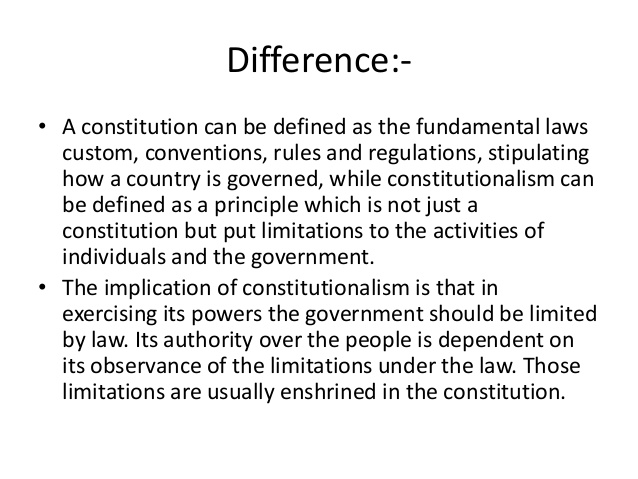 Difference:-
• A constitution can be defined as the fundamental laws
custom, conventions, rules and regulations, stipulating
how a country is governed, while constitutionalism can
be defined as a principle which is not just a
constitution but put limitations to the activities of
individuals and the government.
• The implication of constitutionalism is that in
exercising its powers the government should be limited
by law. Its authority over the people is dependent on
its observance of the limitations under the law. Those
limitations are usually enshrined in the constitution.